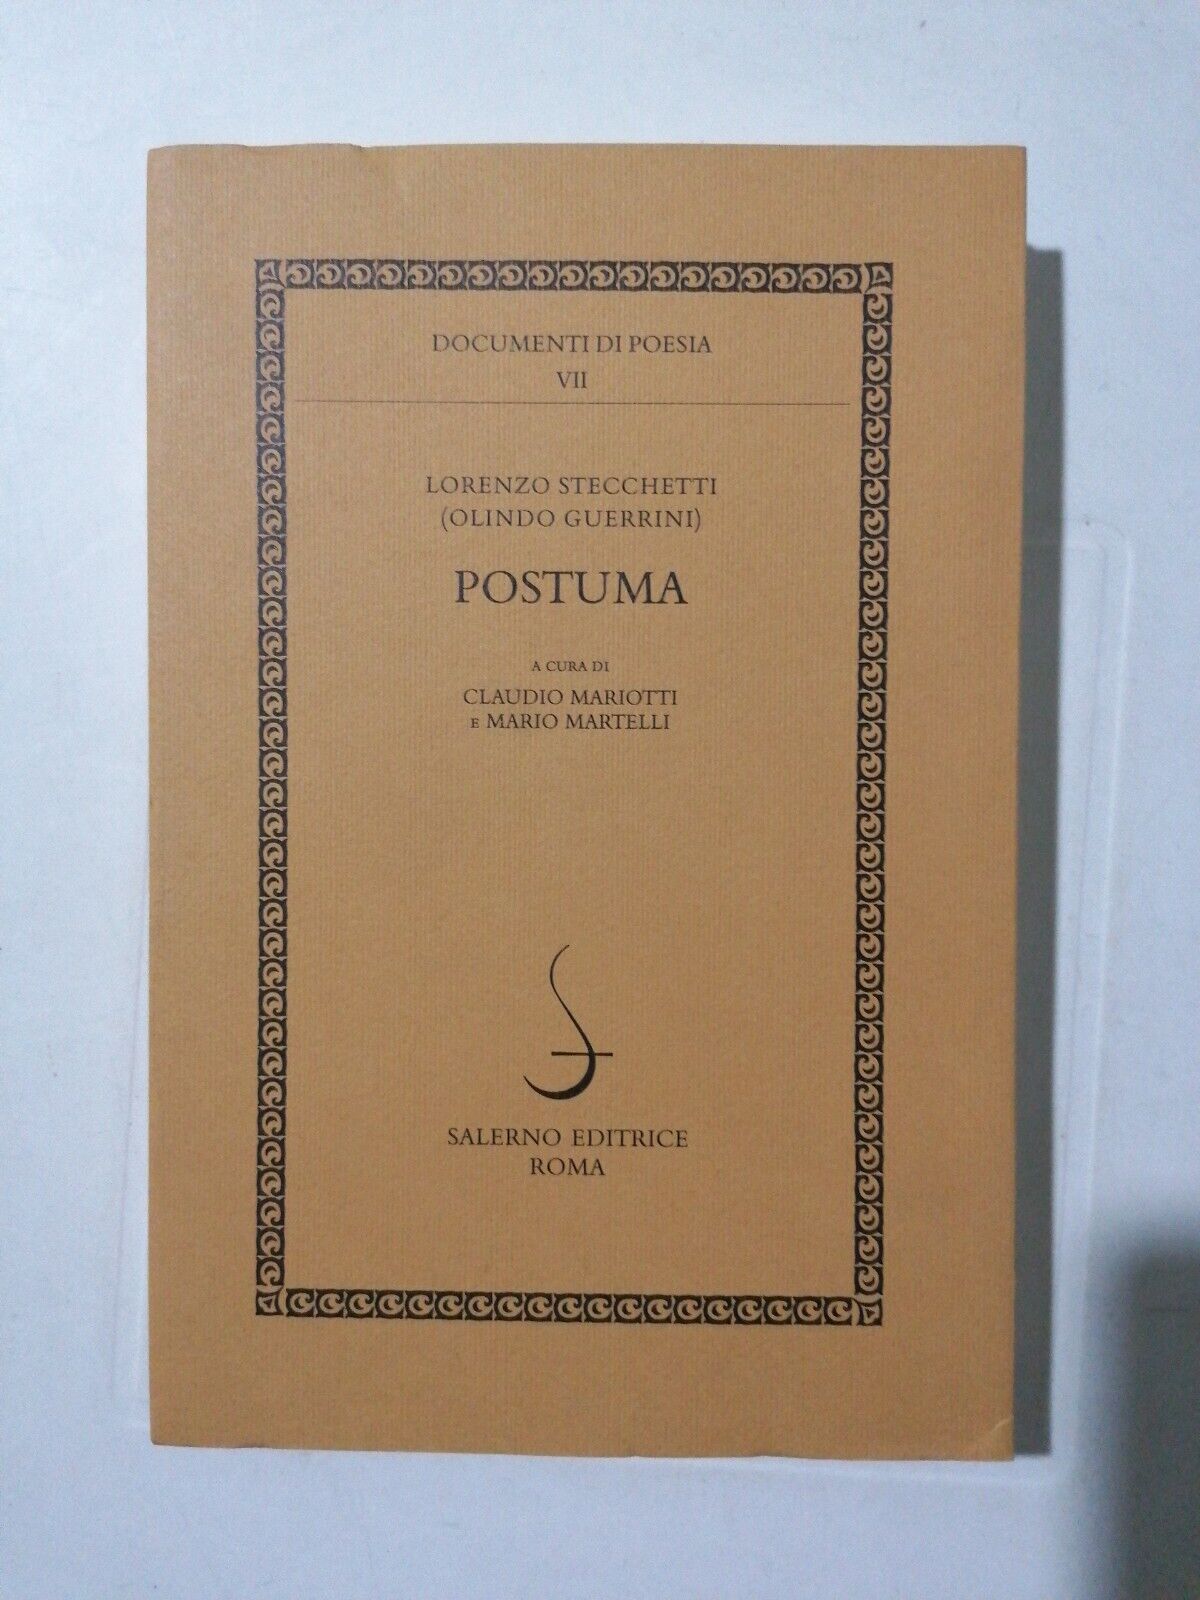 DOCUMENTI DI POESIA
VII
LORENZO STECCHETTI
(OLINDO GUERRINI)
POSTUMA
A CURA DI
CLAUDIO MARIOTTI
E MARIO MARTELLI
SALERNO EDITRICE
ROMA